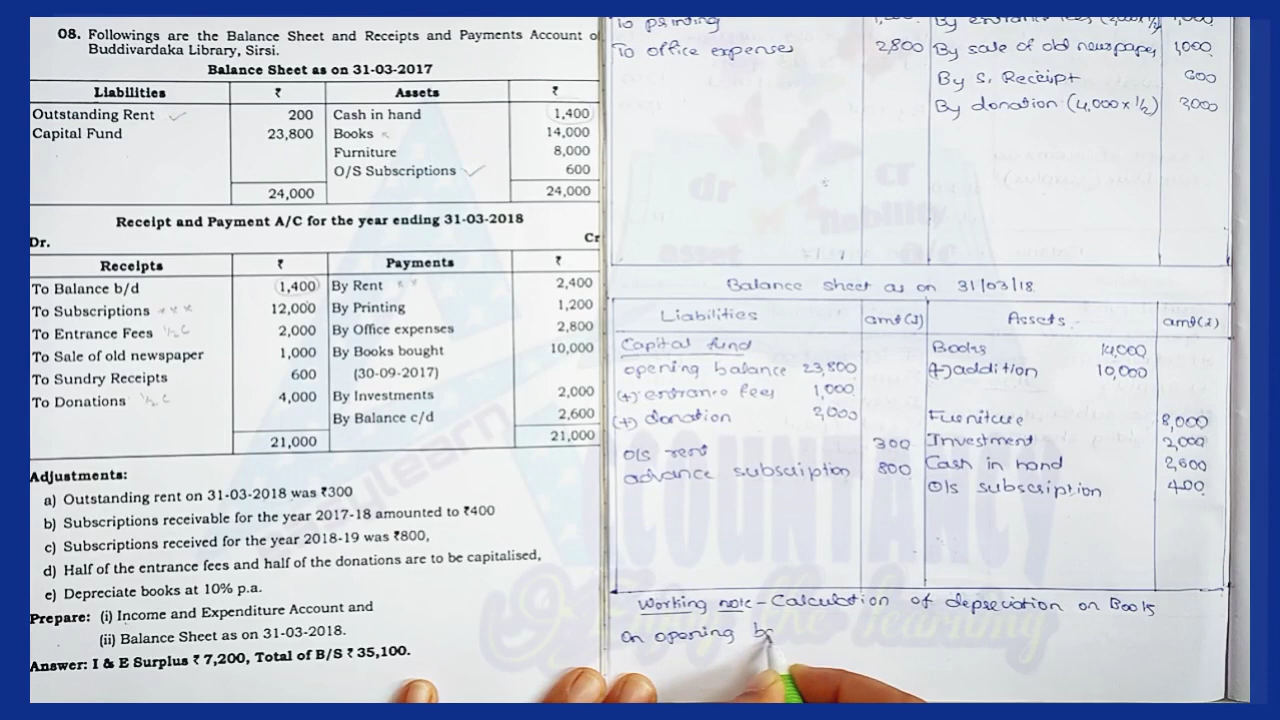 08. Followings are the Balance Sheet and Receipts and Payments Account o
Buddivardaka Library, Sirsi.
Balance Sheet as on 31-03-2017
Liabilities ₹ Assets ₹
Outstanding Rent 200 Cash in hand 1,400
Capital Fund 23,800 Books 14,000
Furniture 8,000
O/S Subscriptions 600
24,000 24,000
Receipt and Payment A/C for the year ending 31-03-2018
Dr. Cr
Receipts ₹ Payments ₹
To Balance b/d 1,400 By Rent 2,400
To Subscriptions 12,000 By Printing 1,200
To Entrance Fees ½ C 2,000 By Office expenses 2,800
To Sale of old newspaper 1,000 By Books bought 10,000
To Sundry Receipts 600 (30-09-2017)
To Donations ½ C 4,000 By Investments 2,000
By Balance c/d 2,600
21,000 21,000
Adjustments:
a) Outstanding rent on 31-03-2018 was ₹300
b) Subscriptions receivable for the year 2017-18 amounted to ₹400
c) Subscriptions received for the year 2018-19 was ₹800,
d) Half of the entrance fees and half of the donations are to be capitalised,
e) Depreciate books at 10% p.a.
Prepare: (i) Income and Expenditure Account and
(ii) Balance Sheet as on 31-03-2018.
Answer: I & E Surplus ₹ 7,200, Total of B/S ₹ 35,100.
To printing By entrance fees
To office expenses 2,800 By sale of old newspaper 1,000
By S. Receipt 600
By donation (4,000 x ½) 2000
Balance sheet as on 31/03/18
Liabilities amt(₹) Assets amt(₹)
Capital fund Books 14,000
opening balance 23,800 (+) addition 10,000
(+) entrance fees 1,000
(+) donation 2,000 Furniture 8,000
O/s rent 300 Investment 2,000
advance subscription 800 Cash in hand 2,600
O/s subscription 400
Working note - Calculation of depreciation on Books
On opening b